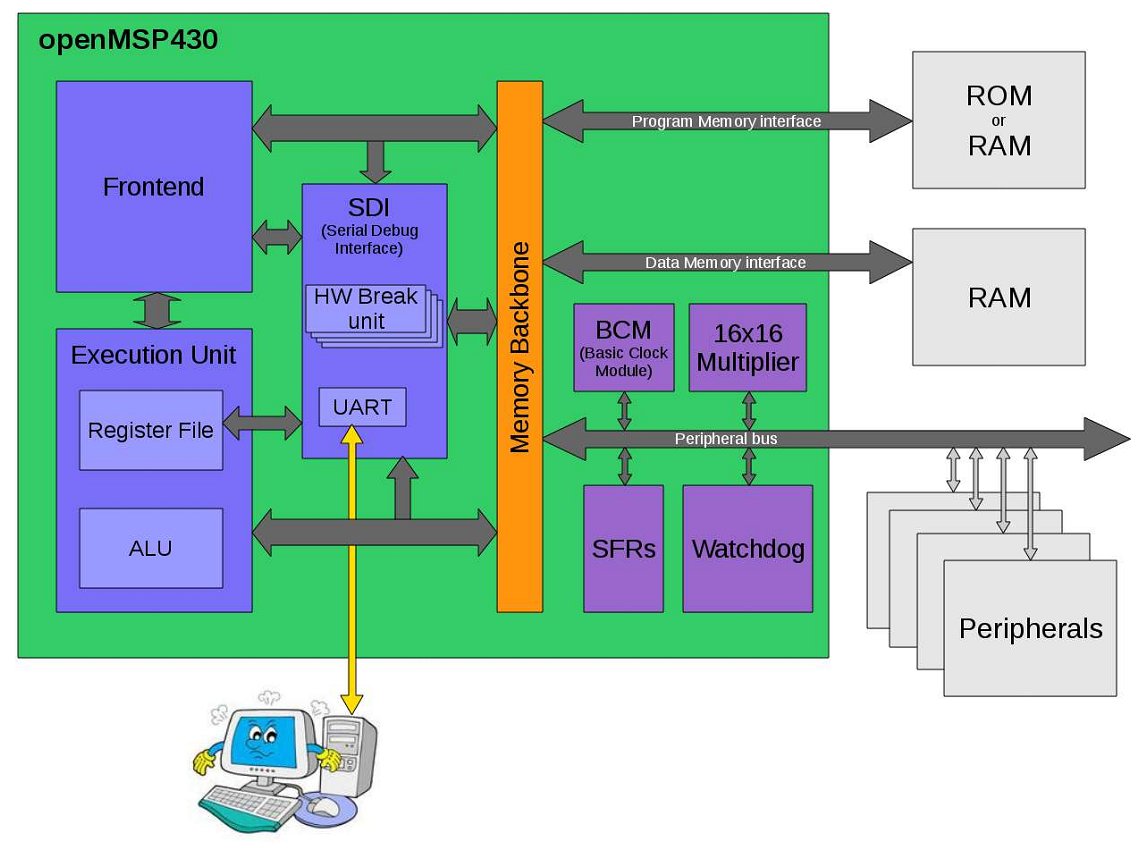 openMSP430
Frontend
SDI
(Serial Debug
Interface)
HW Break
unit
UART
Execution Unit
Register File
ALU
Memory Backbone
Program Memory interface
ROM
or
RAM
Data Memory interface
RAM
BCM
(Basic Clock
Module)
16x16
Multiplier
Peripheral bus
SFRs
Watchdog
Peripherals